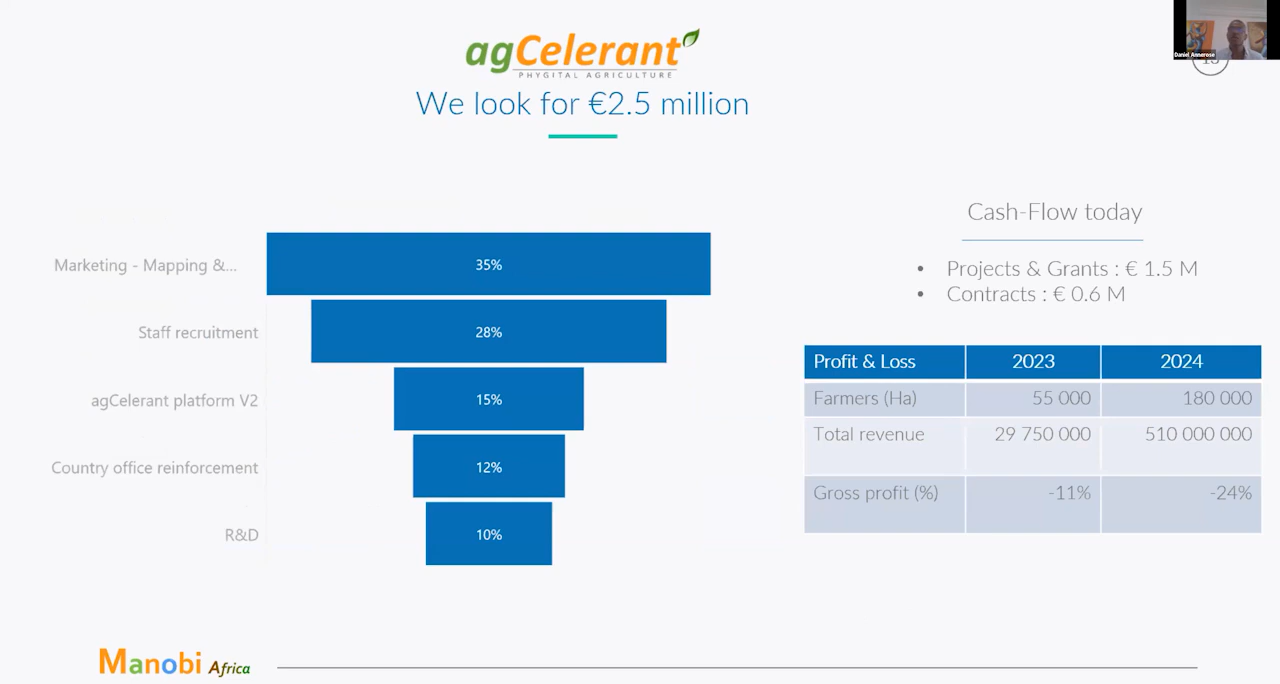 agCelerant
PHYGITAL AGRICULTURE
We look for €2.5 million
Daniel Annerose
Marketing - Mapping &... 35%
Staff recruitment 28%
agCelerant platform V2 15%
Country office reinforcement 12%
R&D 10%
Cash-Flow today
• Projects & Grants : € 1.5 M
• Contracts : € 0.6 M
Profit & Loss 2023 2024
Farmers (Ha) 55 000 180 000
Total revenue 29 750 000 510 000 000
Gross profit (%) -11% -24%
Manobi Africa